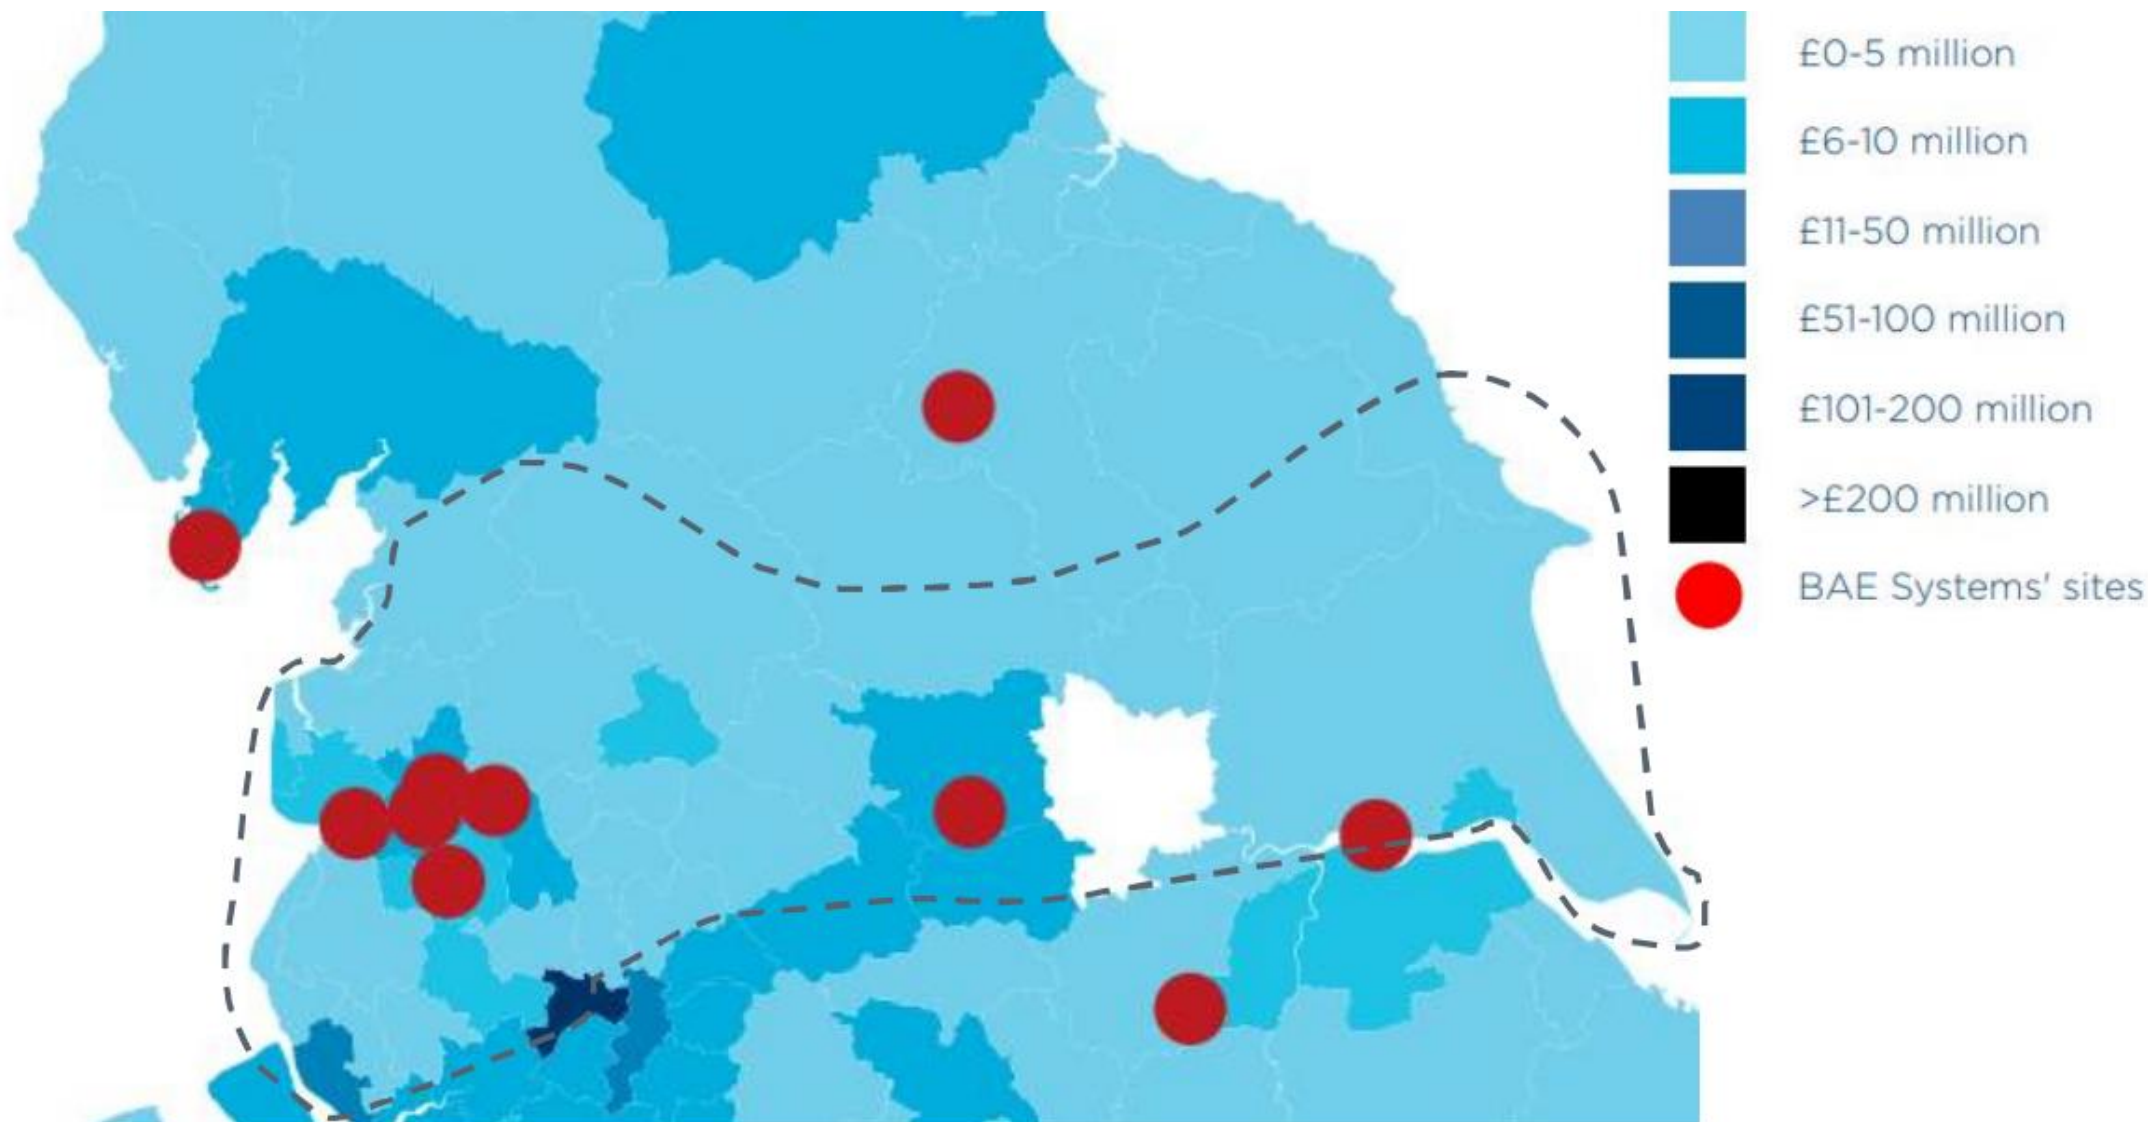 £0-5 million
£6-10 million
£11-50 million
£51-100 million
£101-200 million
>£200 million
BAE Systems' sites